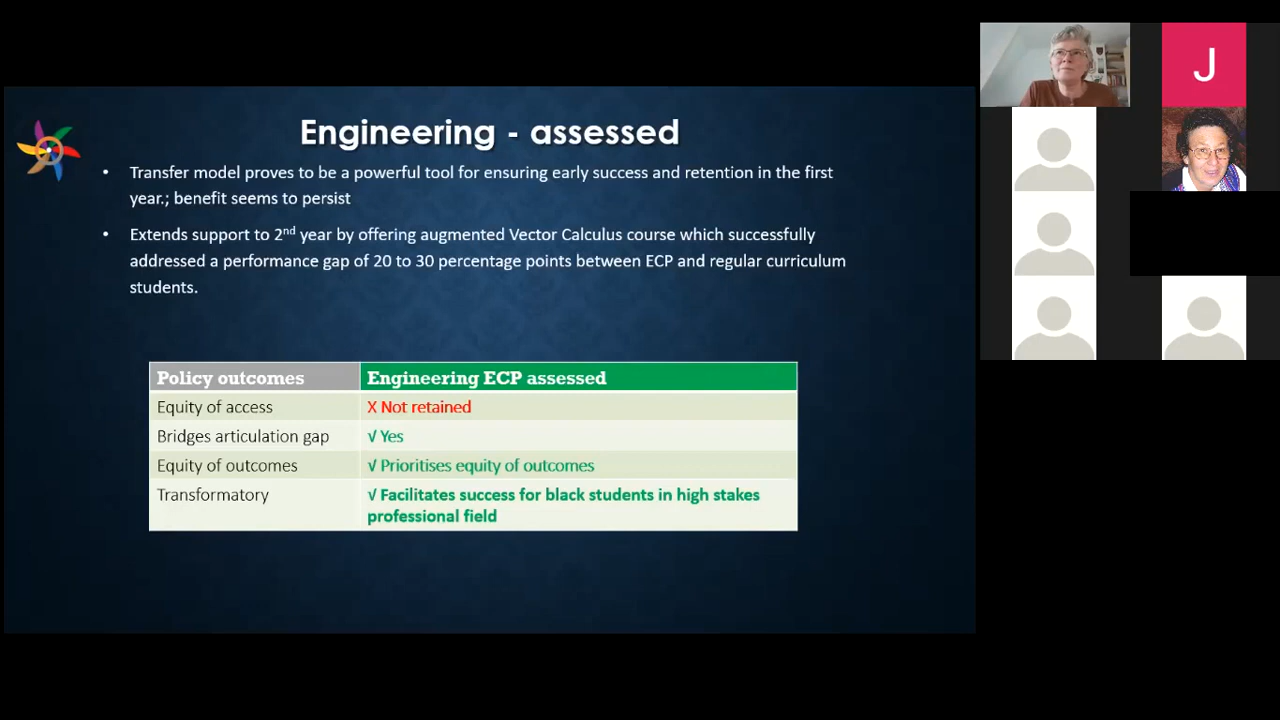 Engineering - assessed
• Transfer model proves to be a powerful tool for ensuring early success and retention in the first
year.; benefit seems to persist
• Extends support to 2nd year by offering augmented Vector Calculus course which successfully
addressed a performance gap of 20 to 30 percentage points between ECP and regular curriculum
students.
Policy outcomes Engineering ECP assessed
Equity of access X Not retained
Bridges articulation gap √ Yes
Equity of outcomes √ Prioritises equity of outcomes
Transformatory √ Facilitates success for black students in high stakes
professional field
J